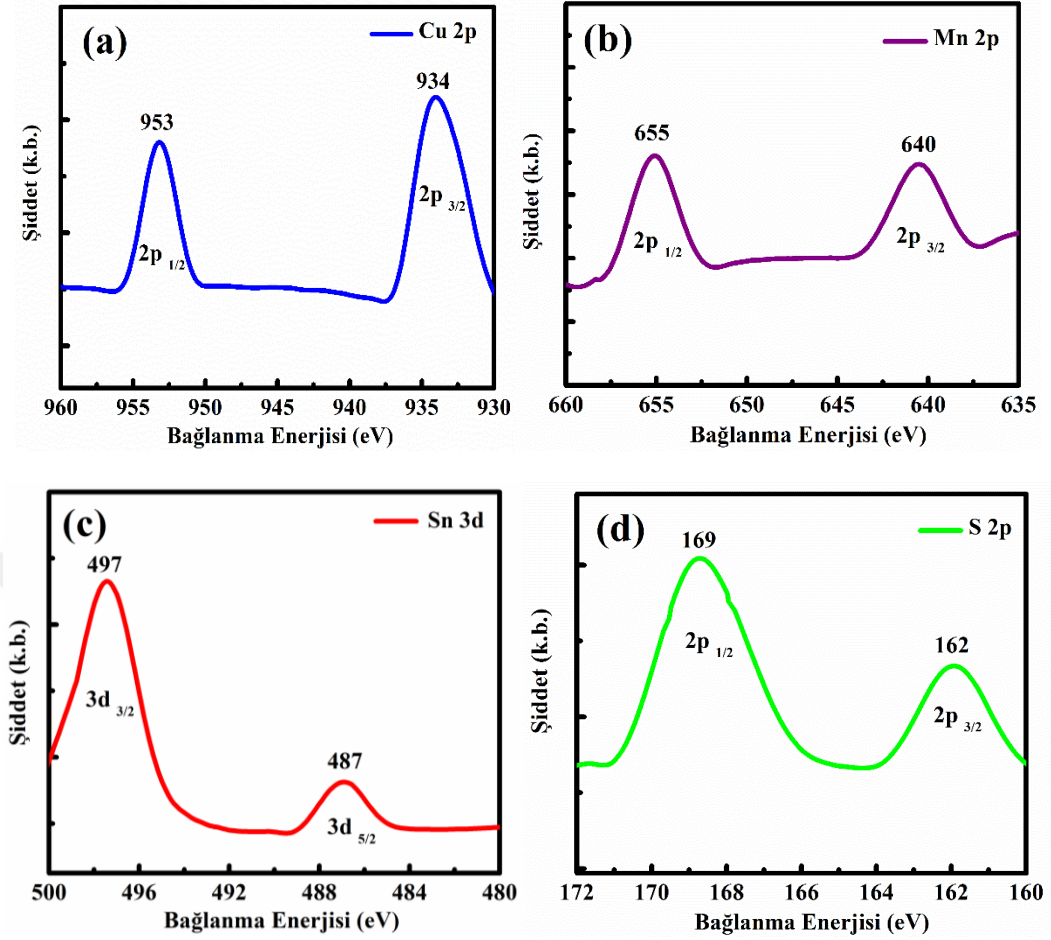 (a)
Cu 2p
953
934
2p 1/2
2p 3/2
Şiddet (k.b.)
960 955 950 945 940 935 930
Bağlanma Enerjisi (eV)
(b)
Mn 2p
655
640
2p 1/2
2p 3/2
Şiddet (k.b.)
660 655 650 645 640 635
Bağlanma Enerjisi (eV)
(c)
Sn 3d
497
3d 3/2
487
3d 5/2
Şiddet (k.b.)
500 496 492 488 484 480
Bağlanma Enerjisi (eV)
(d)
S 2p
169
2p 1/2
162
2p 3/2
Şiddet (k.b.)
172 170 168 166 164 162 160
Bağlanma Enerjisi (eV)